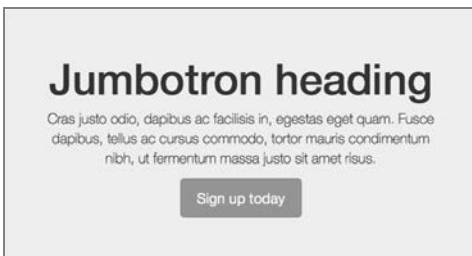 Jumbotron heading
Cras justo odio, dapibus ac facilisis in, egestas eget quam. Fusce
dapibus, tellus ac cursus commodo, tortor mauris condimentum
nibh, ut fermentum massa justo sit amet risus.
Sign up today